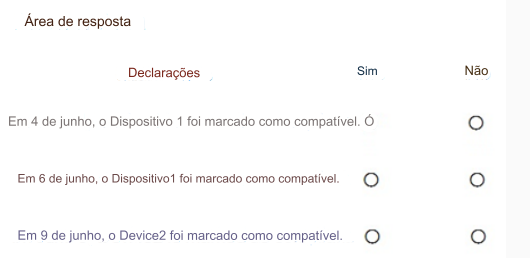 Área de resposta
Declarações Sim Não
Em 4 de junho, o Dispositivo 1 foi marcado como compatível. Ó
Em 6 de junho, o Dispositivo1 foi marcado como compatível.
Em 9 de junho, o Device2 foi marcado como compatível.